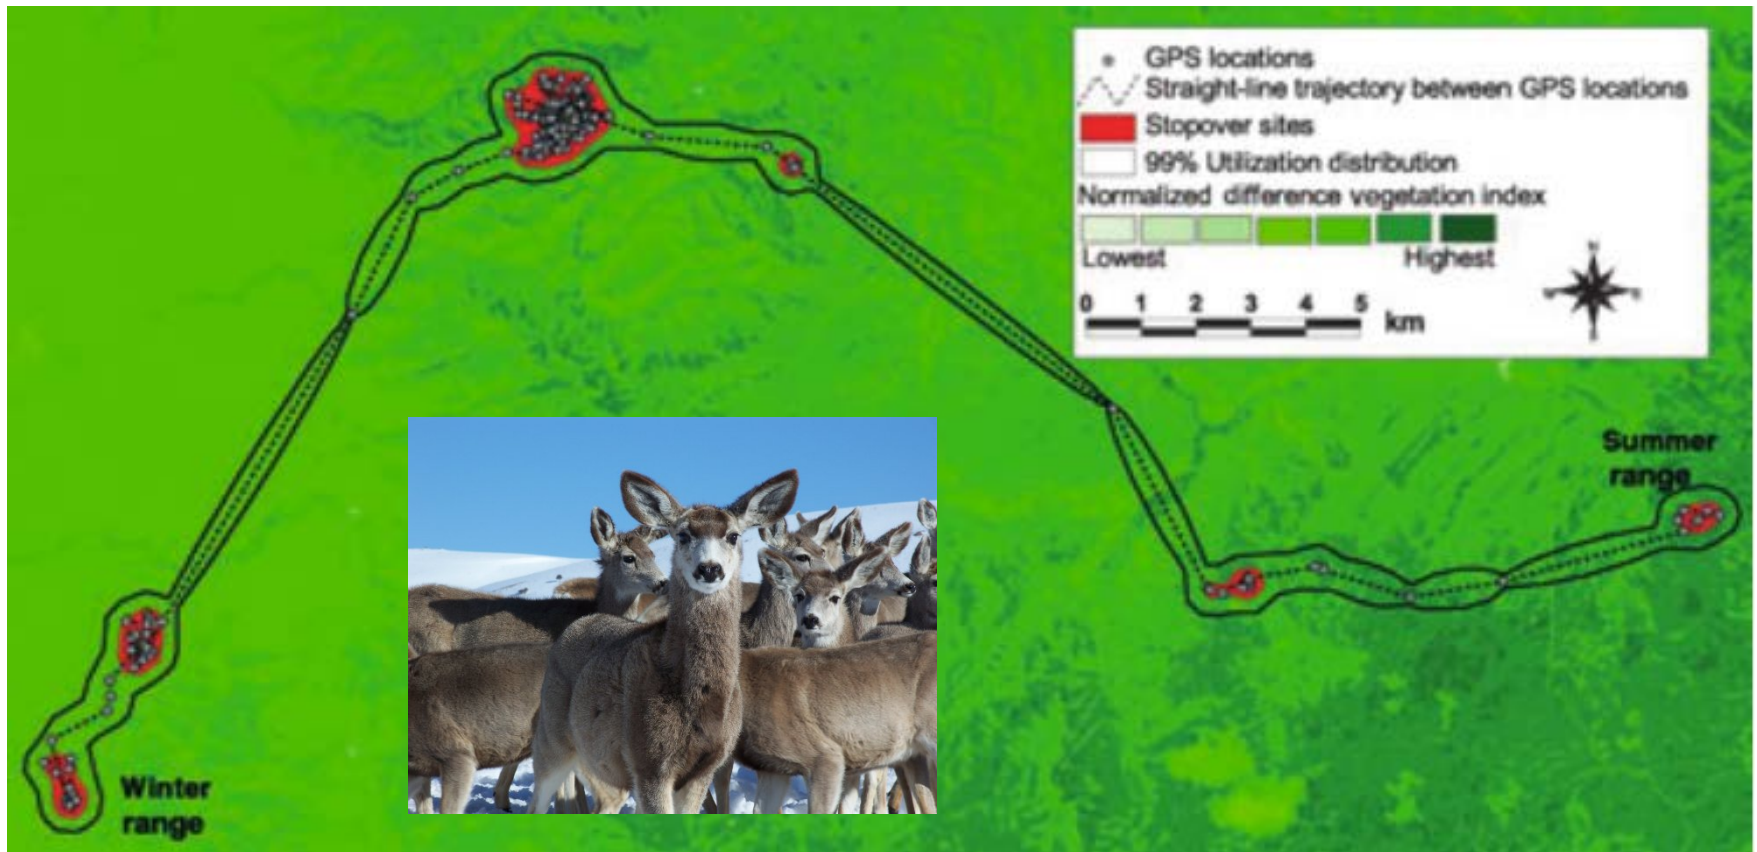 GPS locations
Straight-line trajectory between GPS locations
Stopover sites
99% Utilization distribution
Normalized difference vegetation index
Lowest Highest
0 1 2 3 4 5
km
Summer
range
Winter
range